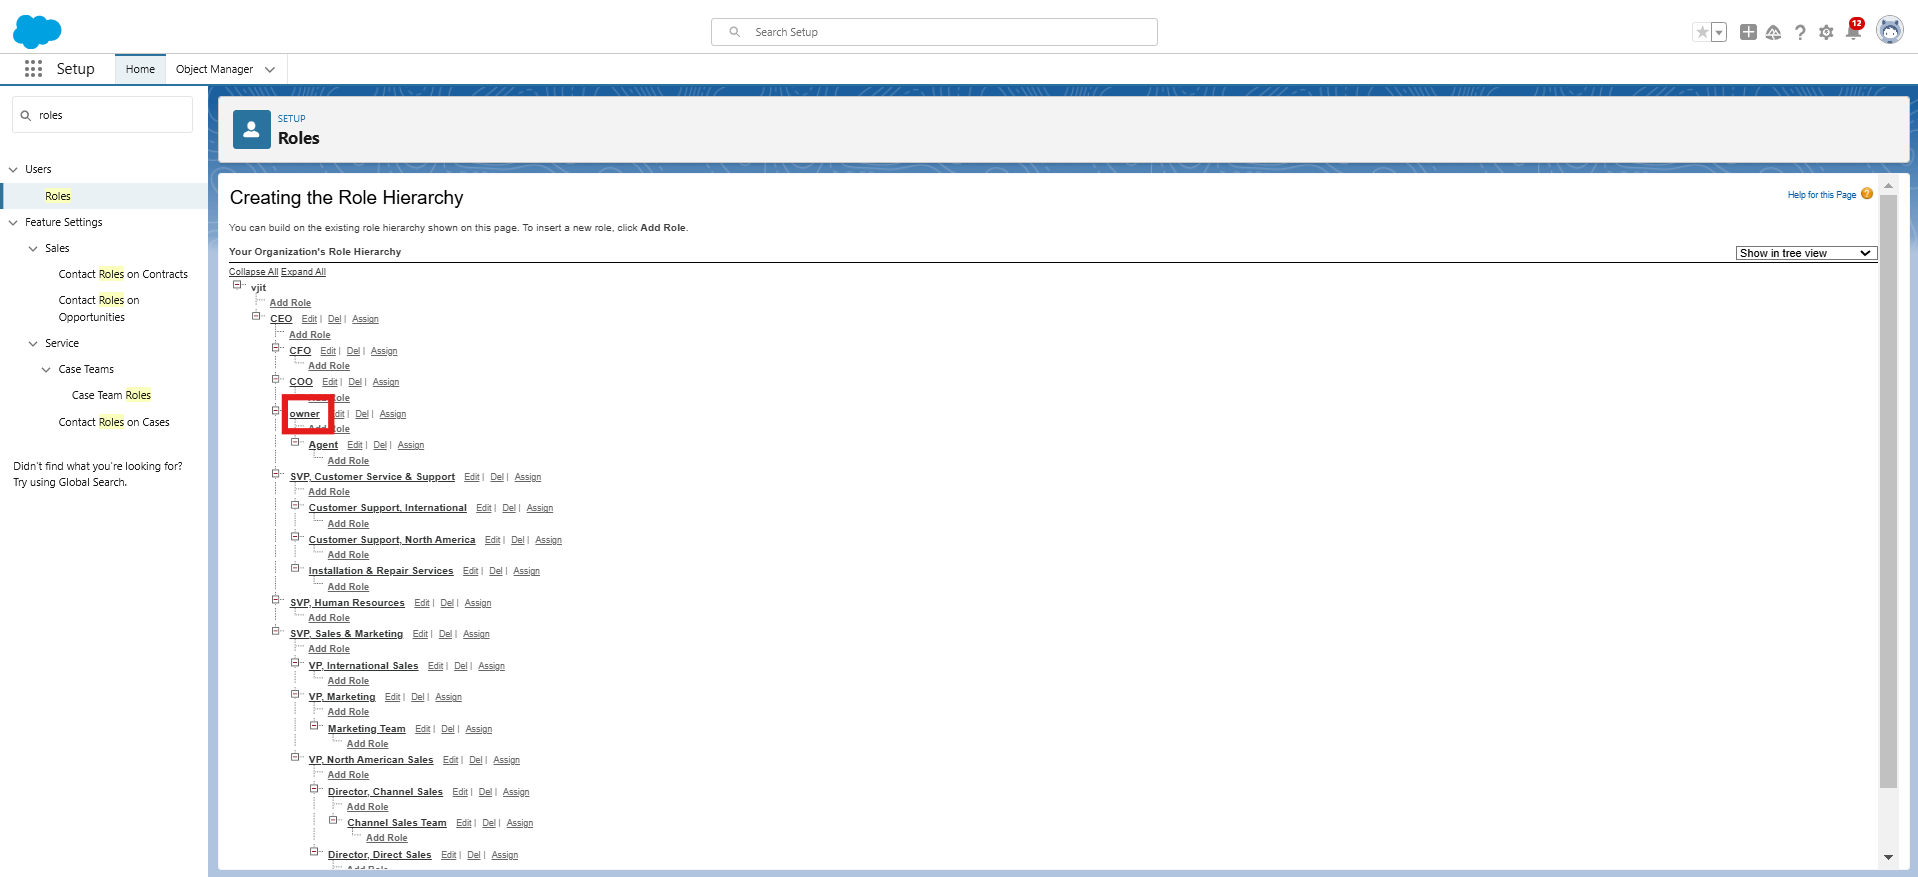 Search Setup
12
Setup
Home
Object Manager
roles
Users
Roles
Feature Settings
Sales
Contact Roles on Contracts
Contact Roles on
Opportunities
Service
Case Teams
Case Team Roles
Contact Roles on Cases
Didn't find what you're looking for?
Try using Global Search.
SETUP
Roles
Creating the Role Hierarchy
Help for this Page ?
You can build on the existing role hierarchy shown on this page. To insert a new role, click Add Role.
Your Organization's Role Hierarchy
Show in tree view
Collapse All Expand All
vjit
Add Role
CEO Edit | Del | Assign
Add Role
CFO Edit | Del | Assign
Add Role
COO Edit | Del | Assign
Add Role
owner Edit | Del | Assign
Add Role
Agent Edit | Del | Assign
Add Role
SVP, Customer Service & Support Edit | Del | Assign
Add Role
Customer Support, International Edit | Del | Assign
Add Role
Customer Support, North America Edit | Del | Assign
Add Role
Installation & Repair Services Edit | Del | Assign
Add Role
SVP, Human Resources Edit | Del | Assign
Add Role
SVP, Sales & Marketing Edit | Del | Assign
Add Role
VP, International Sales Edit | Del | Assign
Add Role
VP, Marketing Edit | Del | Assign
Add Role
Marketing Team Edit | Del | Assign
Add Role
VP, North American Sales Edit | Del | Assign
Add Role
Director, Channel Sales Edit | Del | Assign
Add Role
Channel Sales Team Edit | Del | Assign
Add Role
Director, Direct Sales Edit | Del | Assign
Add Role